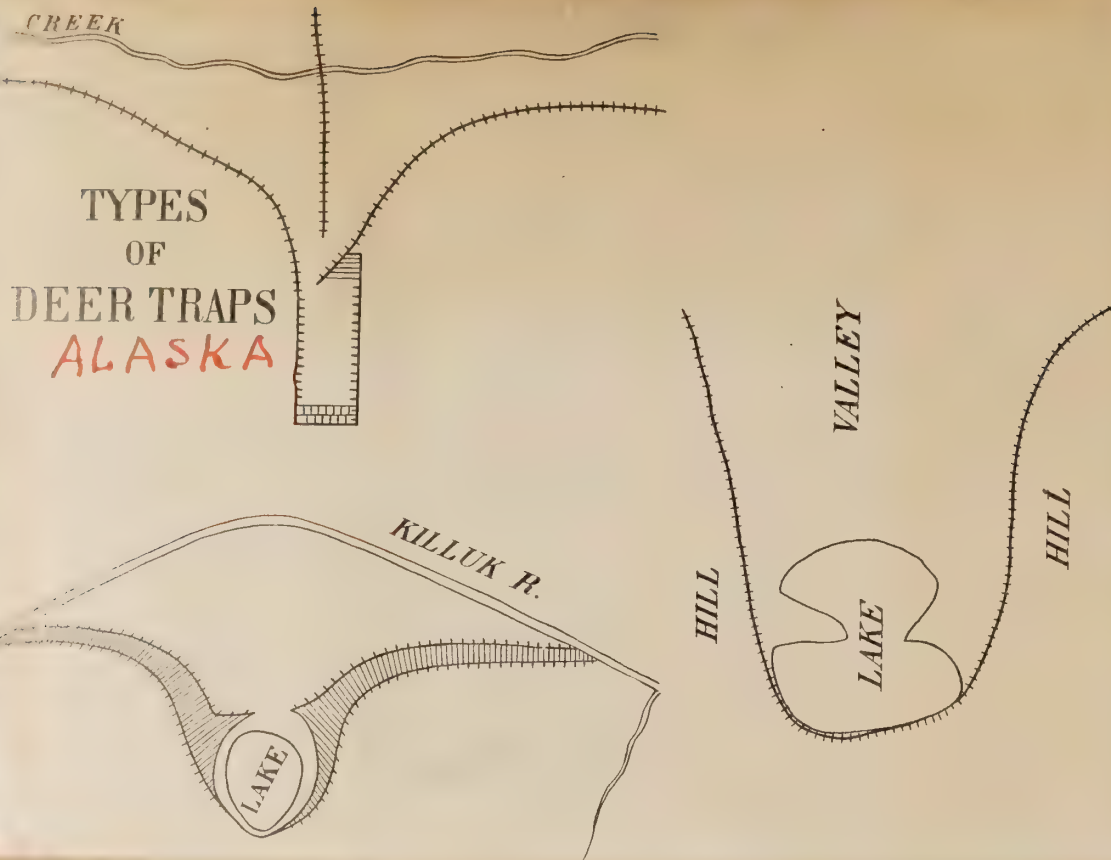 CREEK
TYPES
OF
DEER TRAPS
ALASKA
VALLEY
HILL
HILL
LAKE
KILLUK R.
LAKE